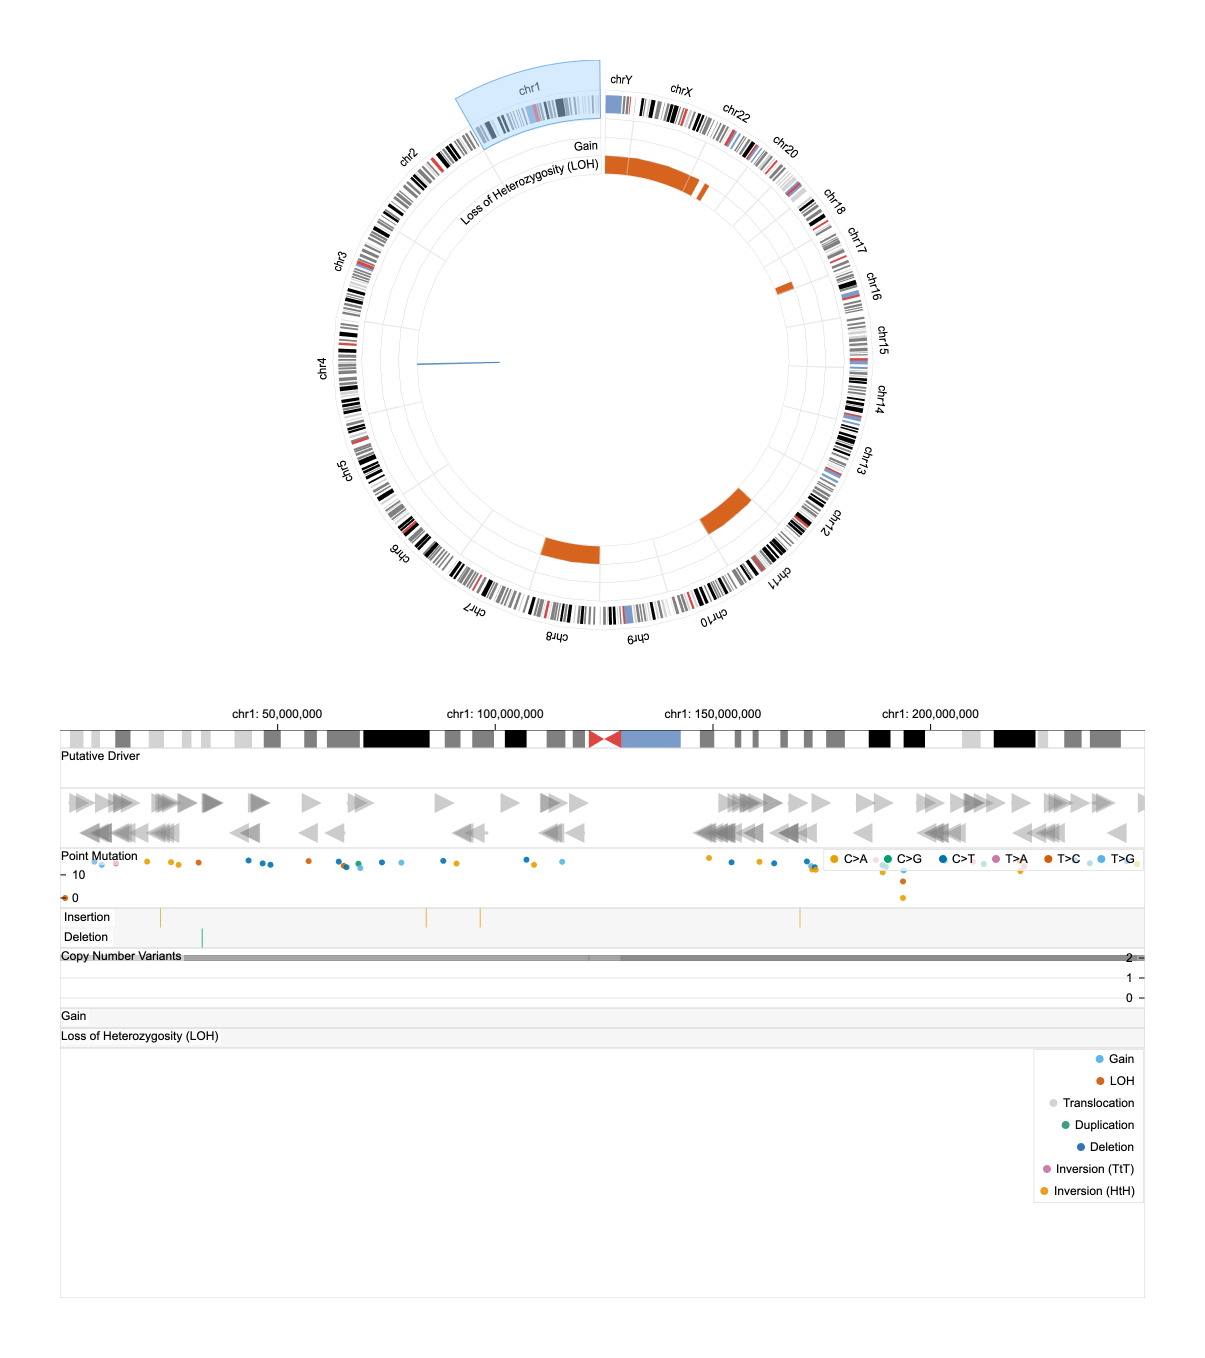 chr1
chrY
chrX
chr22
chr20
chr18
chr17
chr16
chr15
chr14
chr13
chr12
chr11
chr10
chr9
chr8
chr7
chr6
chr5
chr4
chr3
chr2
Gain
Loss of Heterozygosity (LOH)
chr1: 50,000,000 chr1: 100,000,000 chr1: 150,000,000 chr1: 200,000,000
Putative Driver
Point Mutation
C>A C>G C>T T>A T>C T>G
10
0
Insertion
Deletion
Copy Number Variants
2
1
0
Gain
Loss of Heterozygosity (LOH)
Gain
LOH
Translocation
Duplication
Deletion
Inversion (TtT)
Inversion (HtH)